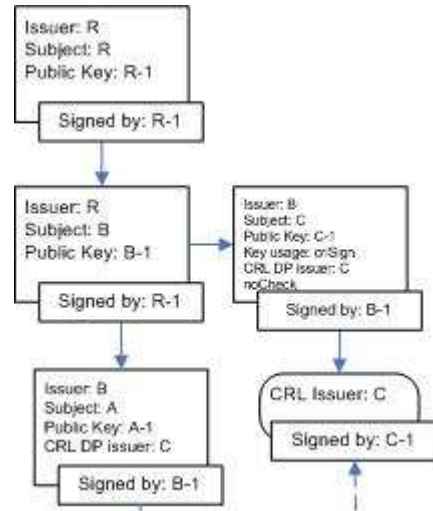 Issuer: R
Subject: R
Public Key: R-1
Signed by: R-1
Issuer: R
Subject: B
Public Key: B-1
Signed by: R-1
Issuer: B
Subject: C
Public Key: C-1
Key usage: crlSign
CRL DP issuer: C
noCheck
Signed by: B-1
Issuer: B
Subject: A
Public Key: A-1
CRL DP issuer: C
Signed by: B-1
CRL Issuer: C
Signed by: C-1